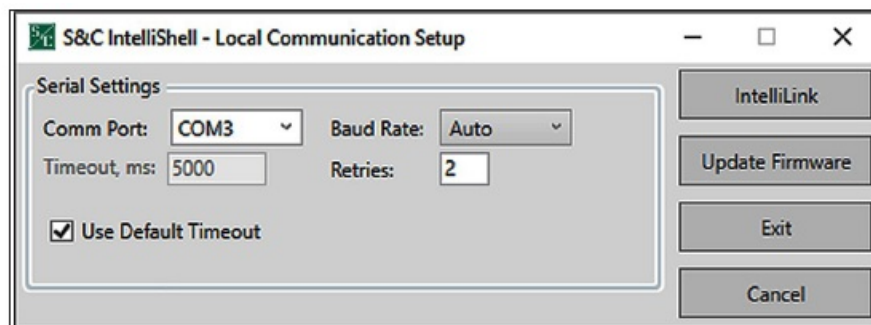 S&C IntelliShell - Local Communication Setup
Serial Settings
Comm Port: COM3 Baud Rate: Auto
Timeout, ms: 5000 Retries: 2
Use Default Timeout
IntelliLink
Update Firmware
Exit
Cancel